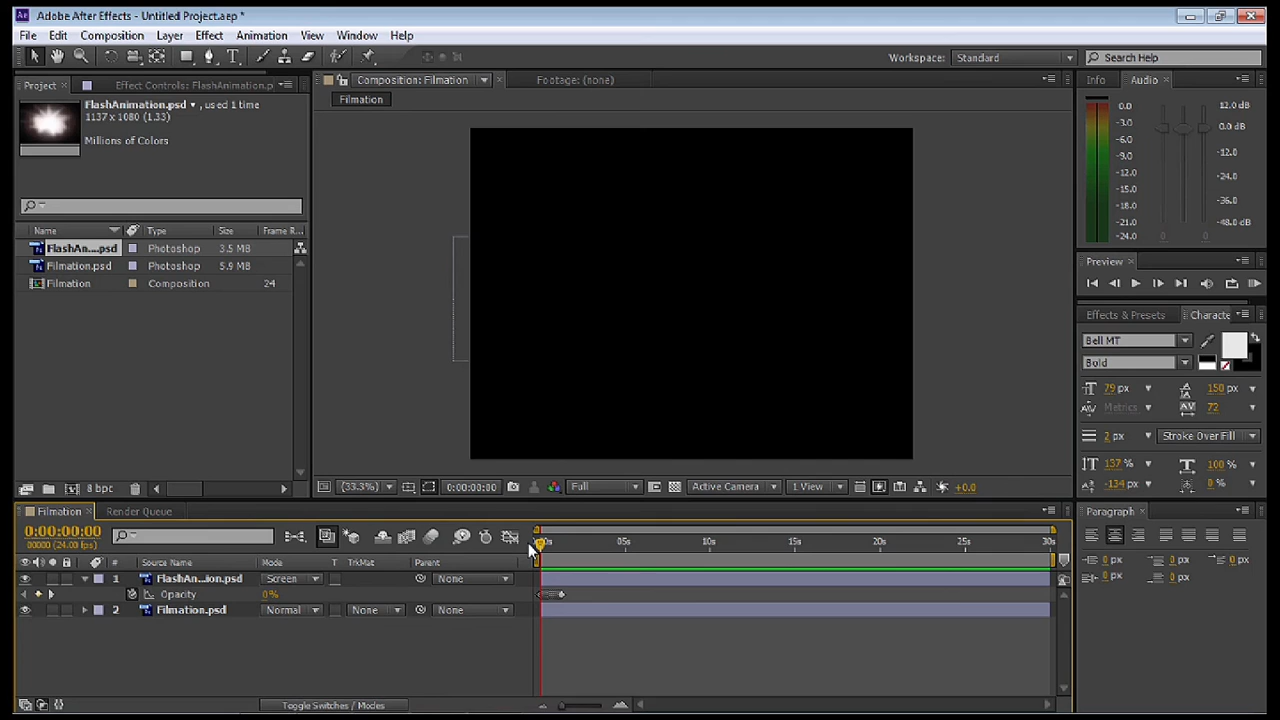 Adobe After Effects - Untitled Project.aep *
File Edit Composition Layer Effect Animation View Window Help
Workspace: Standard Search Help
Project Effect Controls: FlashAnimation.p
Composition: Filmation Footage: (none)
Info Audio
FlashAnimation.psd , used 1 time
1137 x 1080 (1.33)
Millions of Colors
Filmation
0.0 12.0 dB
-3.0 0.0 dB
-6.0
-9.0 -12.0
-12.0 -24.0
-15.0
-18.0 -36.0
-21.0 -48.0 dB
-24.0 0 0
Name Type Size Frame R...
FlashAn....psd Photoshop 3.5 MB
Filmation.psd Photoshop 5.9 MB
Filmation Composition 24
Preview
Effects & Presets Characte
Bell MT
Bold
79 px 150 px
Metrics 72
2 px Stroke Over Fill
137 % 100 %
-134 px 0 %
8 bpc
(33.3%) 0:00:00:00 Full Active Camera 1 View +0.0
Filmation Render Queue
Paragraph
0:00:00:00
00000 (24.00 fps)
05s 10s 15s 20s 25s 30s
# Source Name Mode T TrkMat Parent
1 FlashAn...ion.psd Screen None
Opacity 0%
2 Filmation.psd Normal None None
0 px 0 px 0 px
0 px 0 px
Toggle Switches / Modes